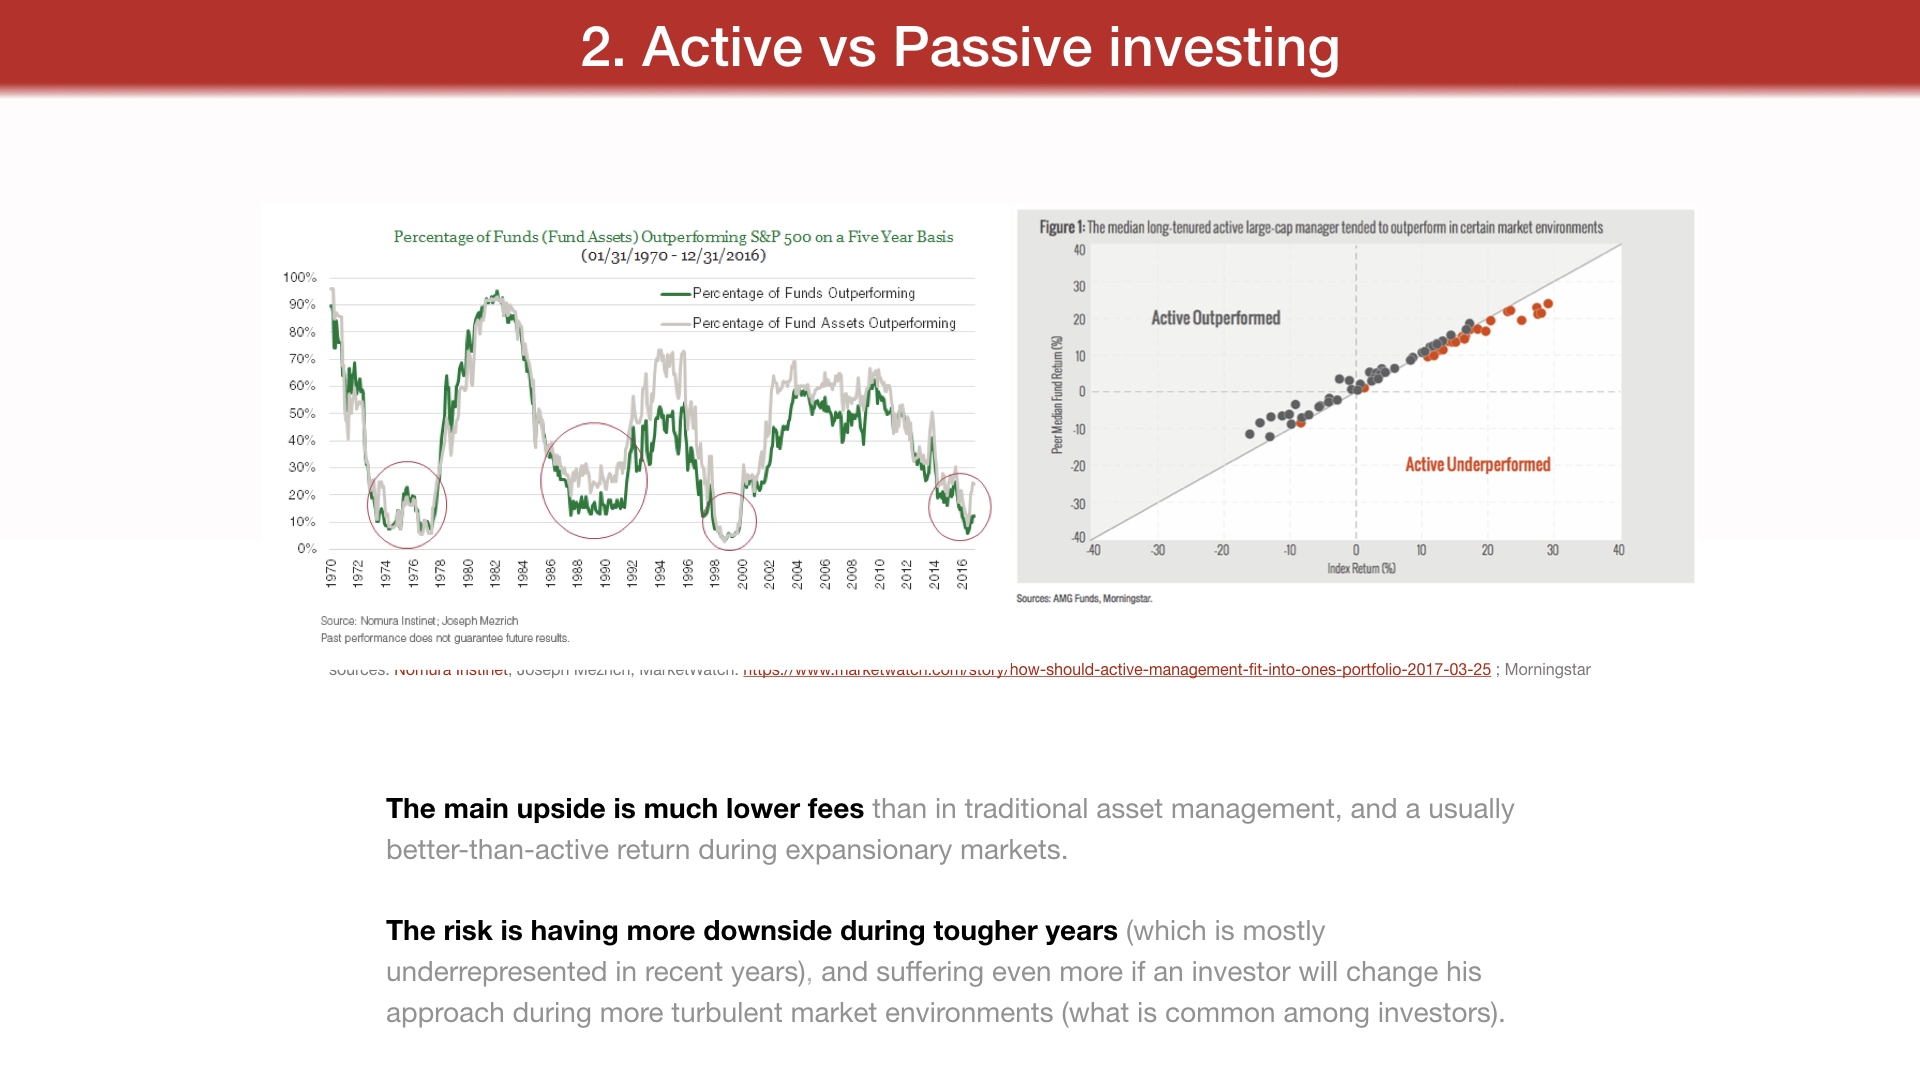 2. Active vs Passive investing
Percentage of Funds (Fund Assets) Outperforming S&P 500 on a Five Year Basis
(01/31/1970 - 12/31/2016)
Percentage of Funds Outperforming
Percentage of Fund Assets Outperforming
100%
90%
80%
70%
60%
50%
40%
30%
20%
10%
0%
1970 1972 1974 1976 1978 1980 1982 1984 1986 1988 1990 1992 1994 1996 1998 2000 2002 2004 2006 2008 2010 2012 2014 2016
Source: Nomura Instinet; Joseph Mezrich
Past performance does not guarantee future results.
Figure 1: The median long-tenured active large-cap manager tended to outperform in certain market environments
Peer Median Fund Return (%)
40
30
20
10
0
-10
-20
-30
-40
Active Outperformed
Active Underperformed
-40 -30 -20 -10 0 10 20 30 40
Index Return (%)
Sources: AMG Funds, Morningstar.
sources: Nomura Instinet, Joseph Mezrich, MarketWatch: https://www.marketwatch.com/story/how-should-active-management-fit-into-ones-portfolio-2017-03-25 ; Morningstar
The main upside is much lower fees than in traditional asset management, and a usually
better-than-active return during expansionary markets.
The risk is having more downside during tougher years (which is mostly
underrepresented in recent years), and suffering even more if an investor will change his
approach during more turbulent market environments (what is common among investors).